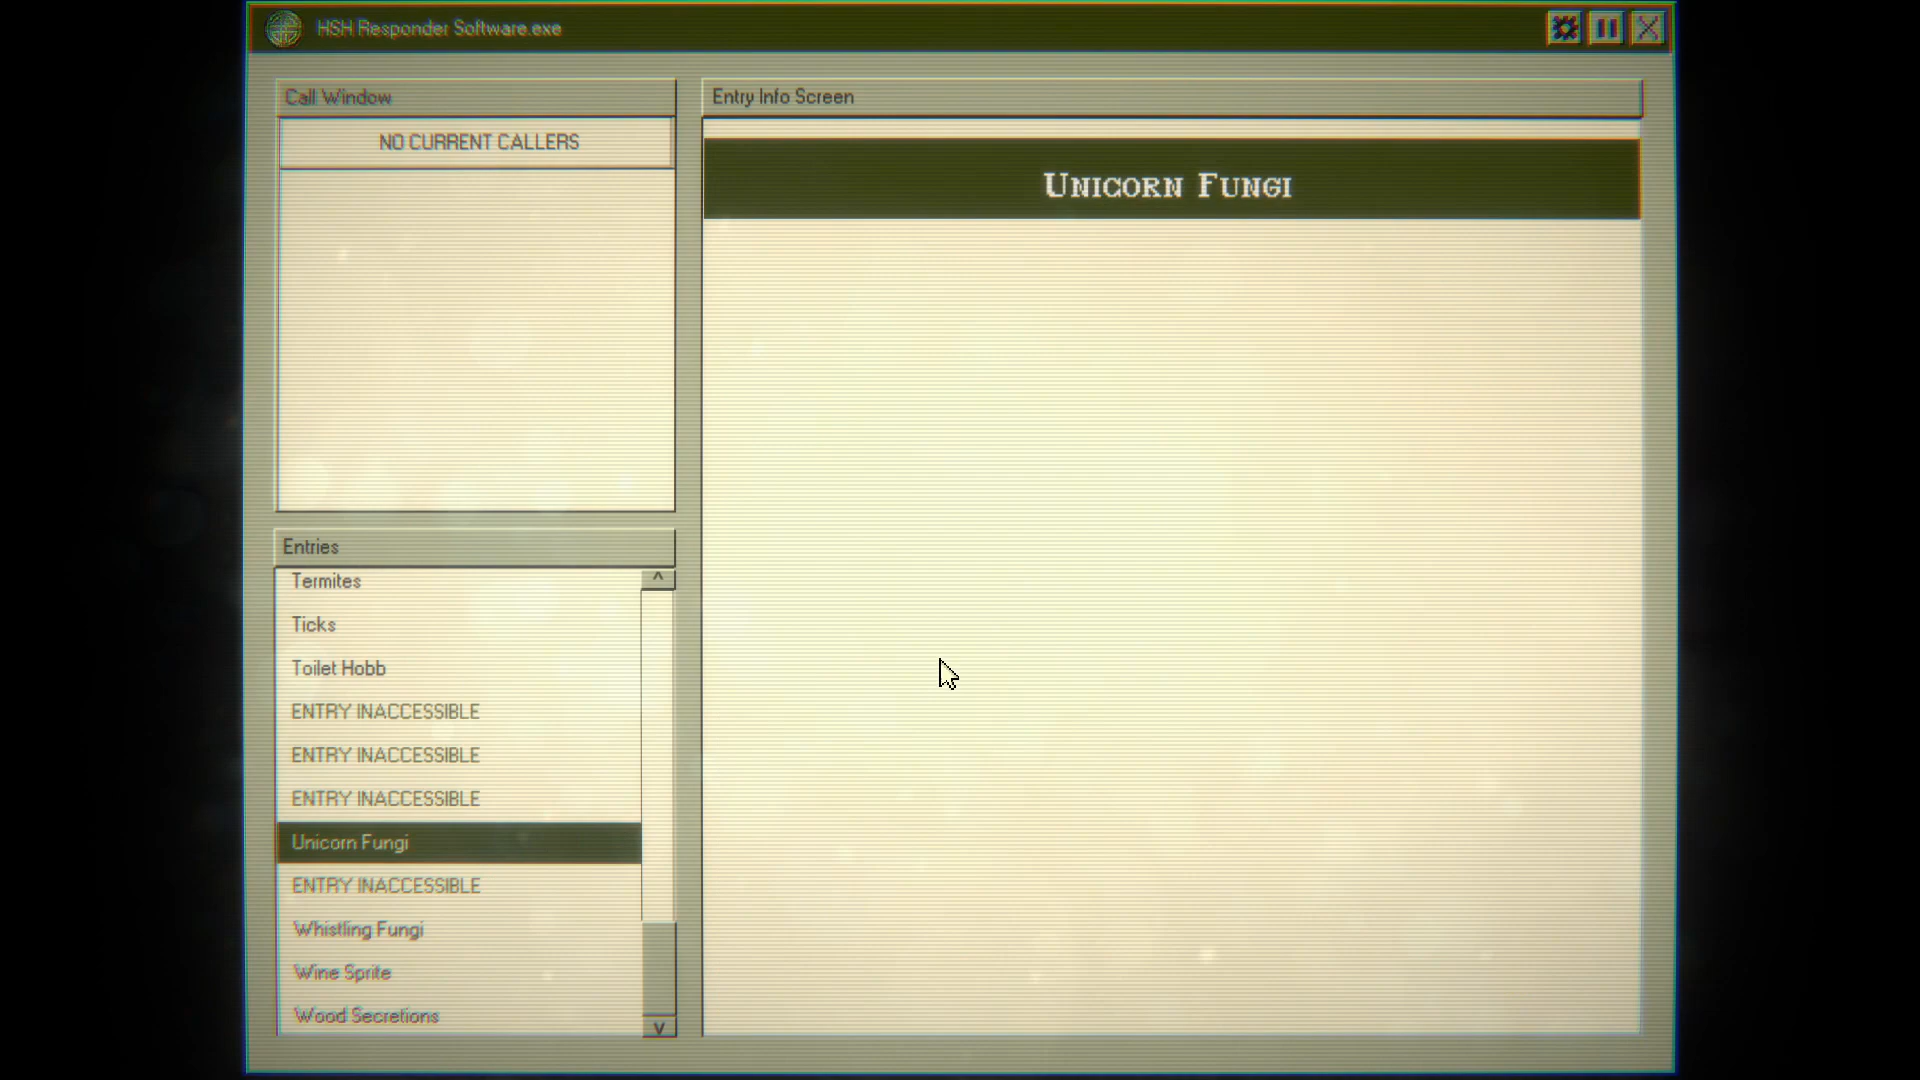 HSH Responder Software.exe
Call Window
NO CURRENT CALLERS
Entries
Termites
Ticks
Toilet Hobb
ENTRY INACCESSIBLE
ENTRY INACCESSIBLE
ENTRY INACCESSIBLE
Unicorn Fungi
ENTRY INACCESSIBLE
Whistling Fungi
Wine Sprite
Wood Secretions
Entry Info Screen
Unicorn Fungi